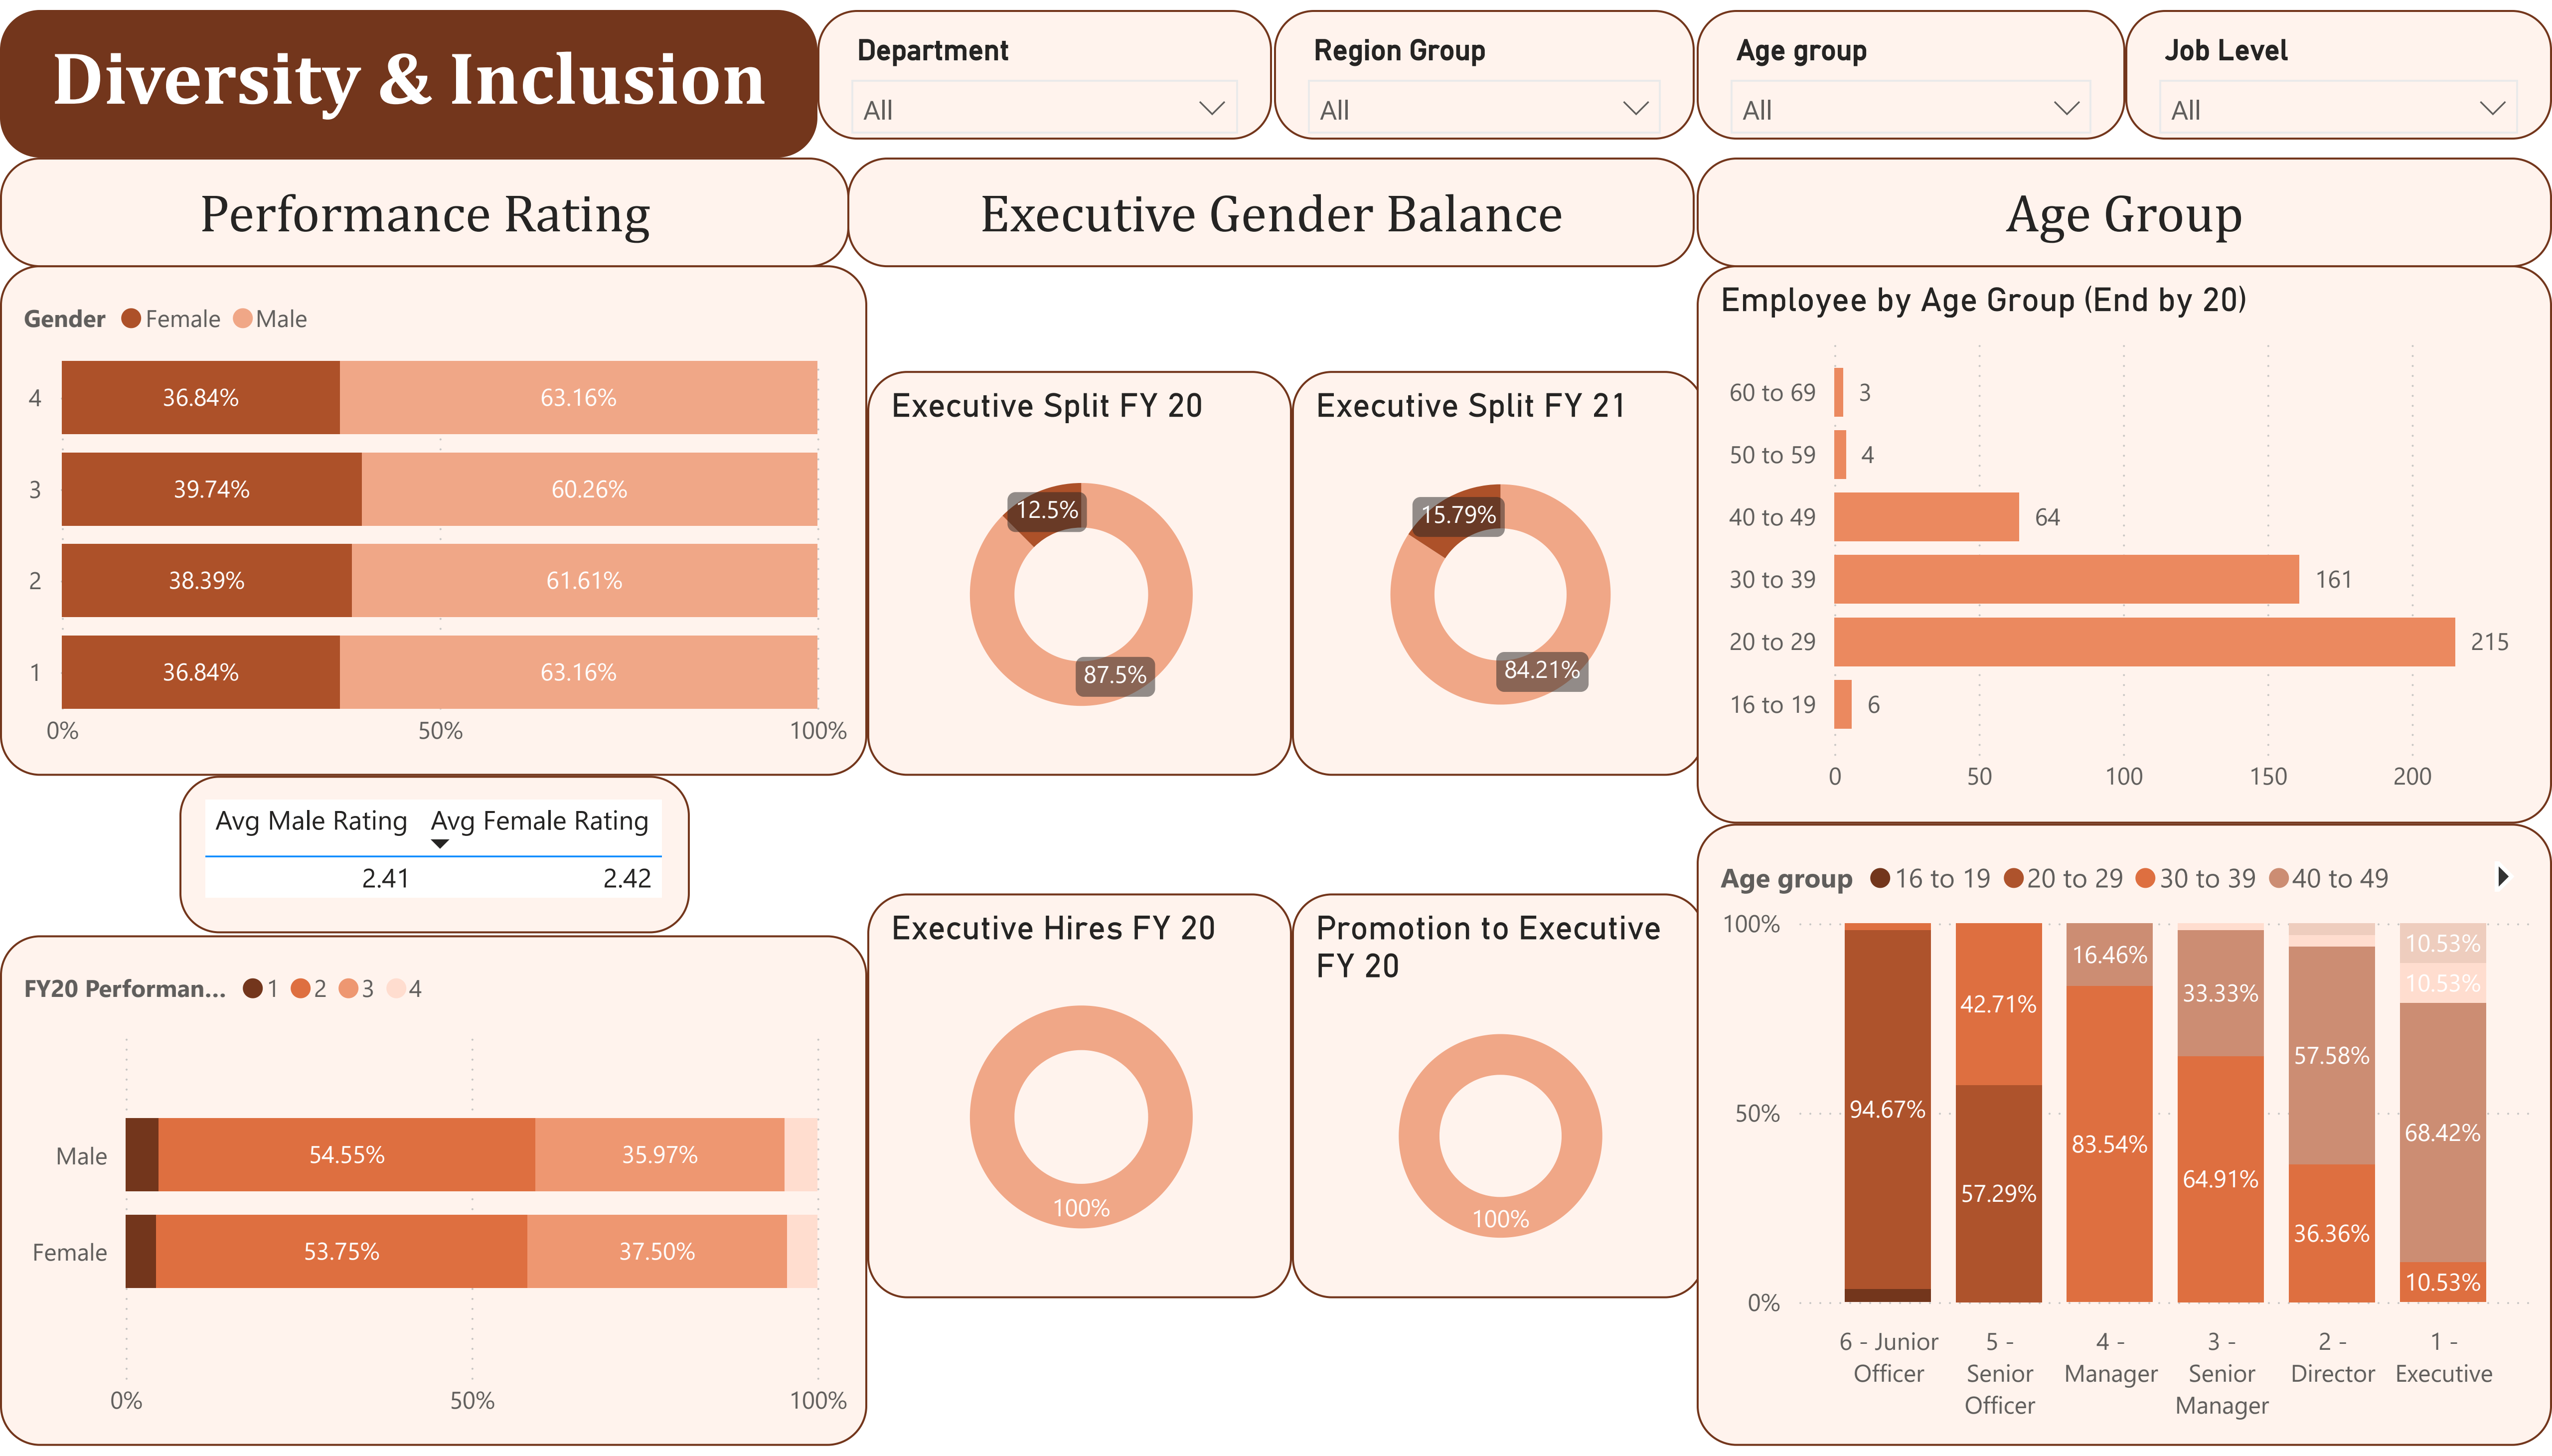 Diversity & Inclusion
Department
All
Region Group
All
Age group
All
Job Level
All
Performance Rating
Executive Gender Balance
Age Group
Gender Female Male
4 36.84% 63.16%
3 39.74% 60.26%
2 38.39% 61.61%
1 36.84% 63.16%
0% 50% 100%
Avg Male Rating Avg Female Rating
2.41 2.42
FY20 Performan... 1 2 3 4
Male 54.55% 35.97%
Female 53.75% 37.50%
0% 50% 100%
Executive Split FY 20
12.5%
87.5%
Executive Split FY 21
15.79%
84.21%
Executive Hires FY 20
100%
Promotion to Executive
FY 20
100%
Employee by Age Group (End by 20)
60 to 69 3
50 to 59 4
40 to 49 64
30 to 39 161
20 to 29 215
16 to 19 6
0 50 100 150 200
Age group 16 to 19 20 to 29 30 to 39 40 to 49
100%
50%
0%
94.67%
42.71%
57.29%
16.46%
83.54%
33.33%
64.91%
57.58%
36.36%
10.53%
10.53%
68.42%
10.53%
6 - Junior
Officer
5 -
Senior
Officer
4 -
Manager
3 -
Senior
Manager
2 -
Director
1 -
Executive